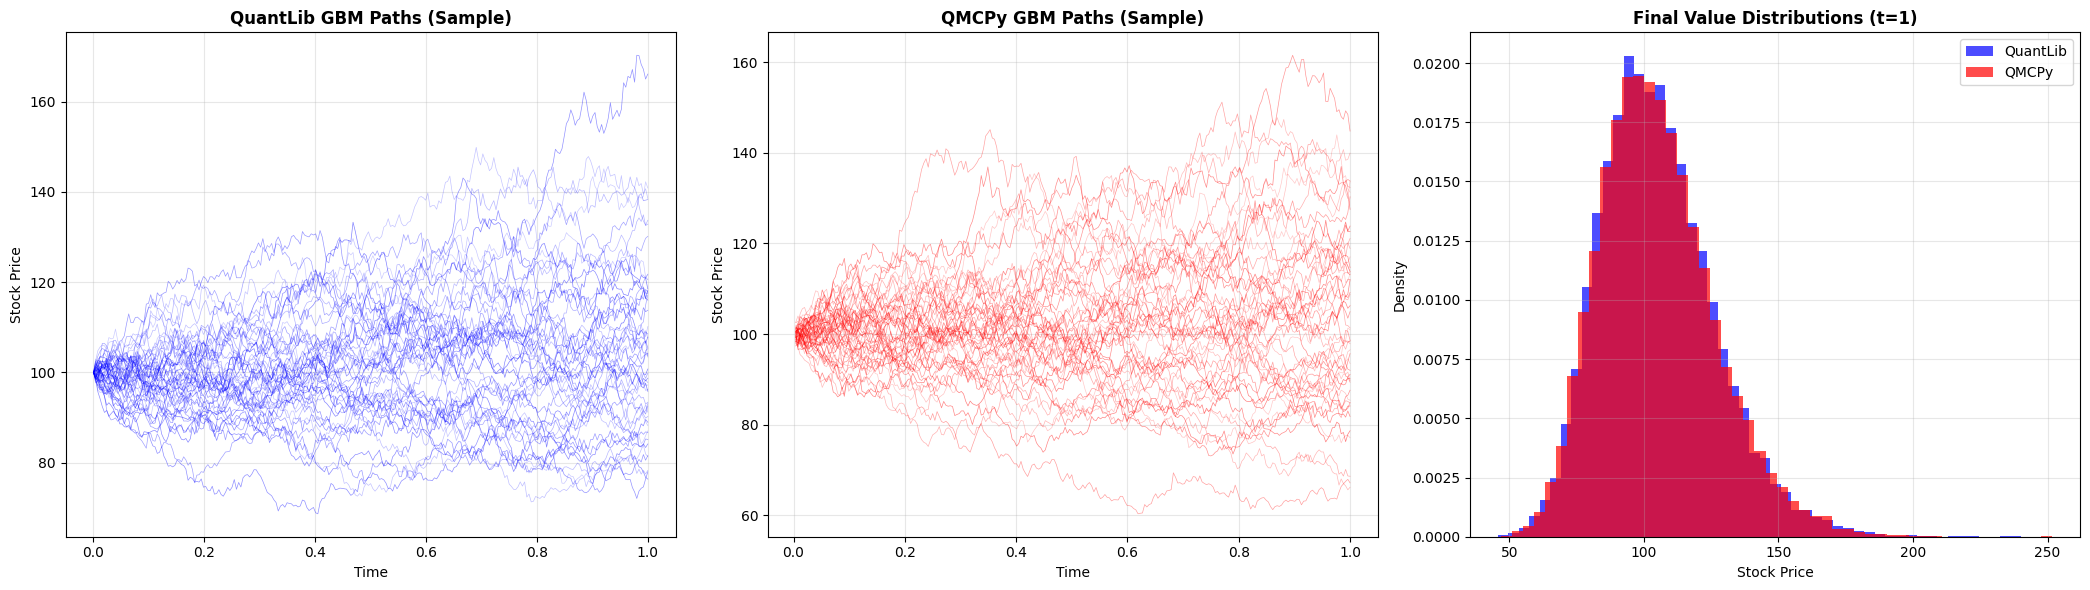 QuantLib GBM Paths (Sample)
Stock Price
160
140
120
100
80
0.0 0.2 0.4 0.6 0.8 1.0
Time
QMCPy GBM Paths (Sample)
Stock Price
160
140
120
100
80
60
0.0 0.2 0.4 0.6 0.8 1.0
Time
Final Value Distributions (t=1)
QuantLib
QMCPy
Density
0.0200
0.0175
0.0150
0.0125
0.0100
0.0075
0.0050
0.0025
0.0000
50 100 150 200 250
Stock Price